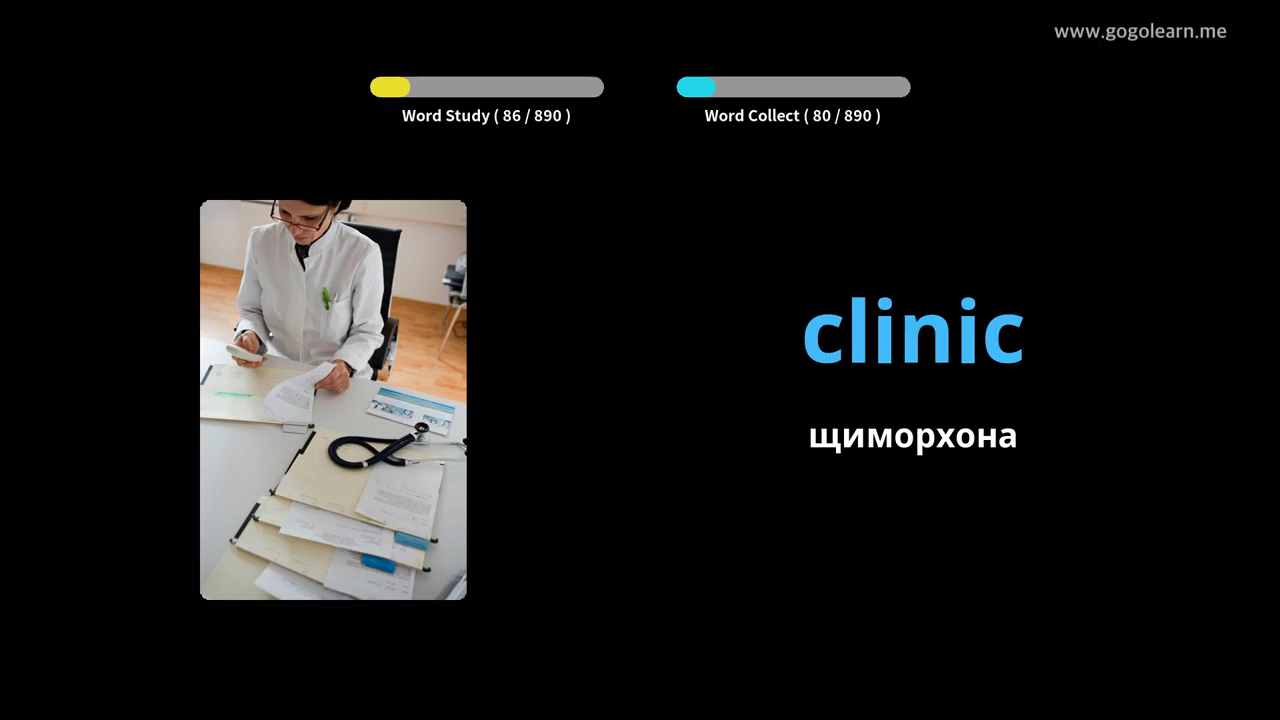 www.gogolearn.me
Word Study ( 86 / 890 )
Word Collect ( 80 / 890 )
clinic
щиморхона